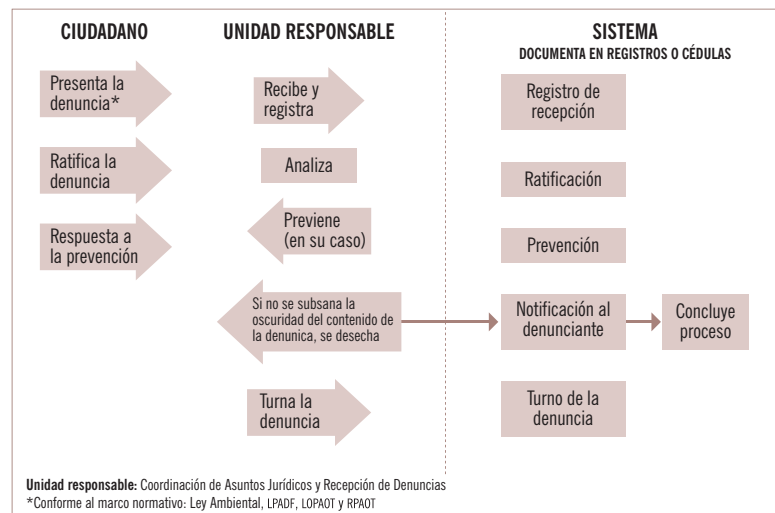 CIUDADANO
UNIDAD RESPONSABLE
SISTEMA
DOCUMENTA EN REGISTROS O CÉDULAS
Presenta la
denuncia*
Recibe y
registra
Registro de
recepción
Ratifica la
denuncia
Analiza
Ratificación
Respuesta a
la prevención
Previene
(en su caso)
Prevención
Si no se subsana la
oscuridad del contenido de
la denunica, se desecha
Notificación al
denunciante
Concluye
proceso
Turna la
denuncia
Turno de la
denuncia
Unidad responsable: Coordinación de Asuntos Jurídicos y Recepción de Denuncias
*Conforme al marco normativo: Ley Ambiental, LPADF, LOPAOT y RPAOT